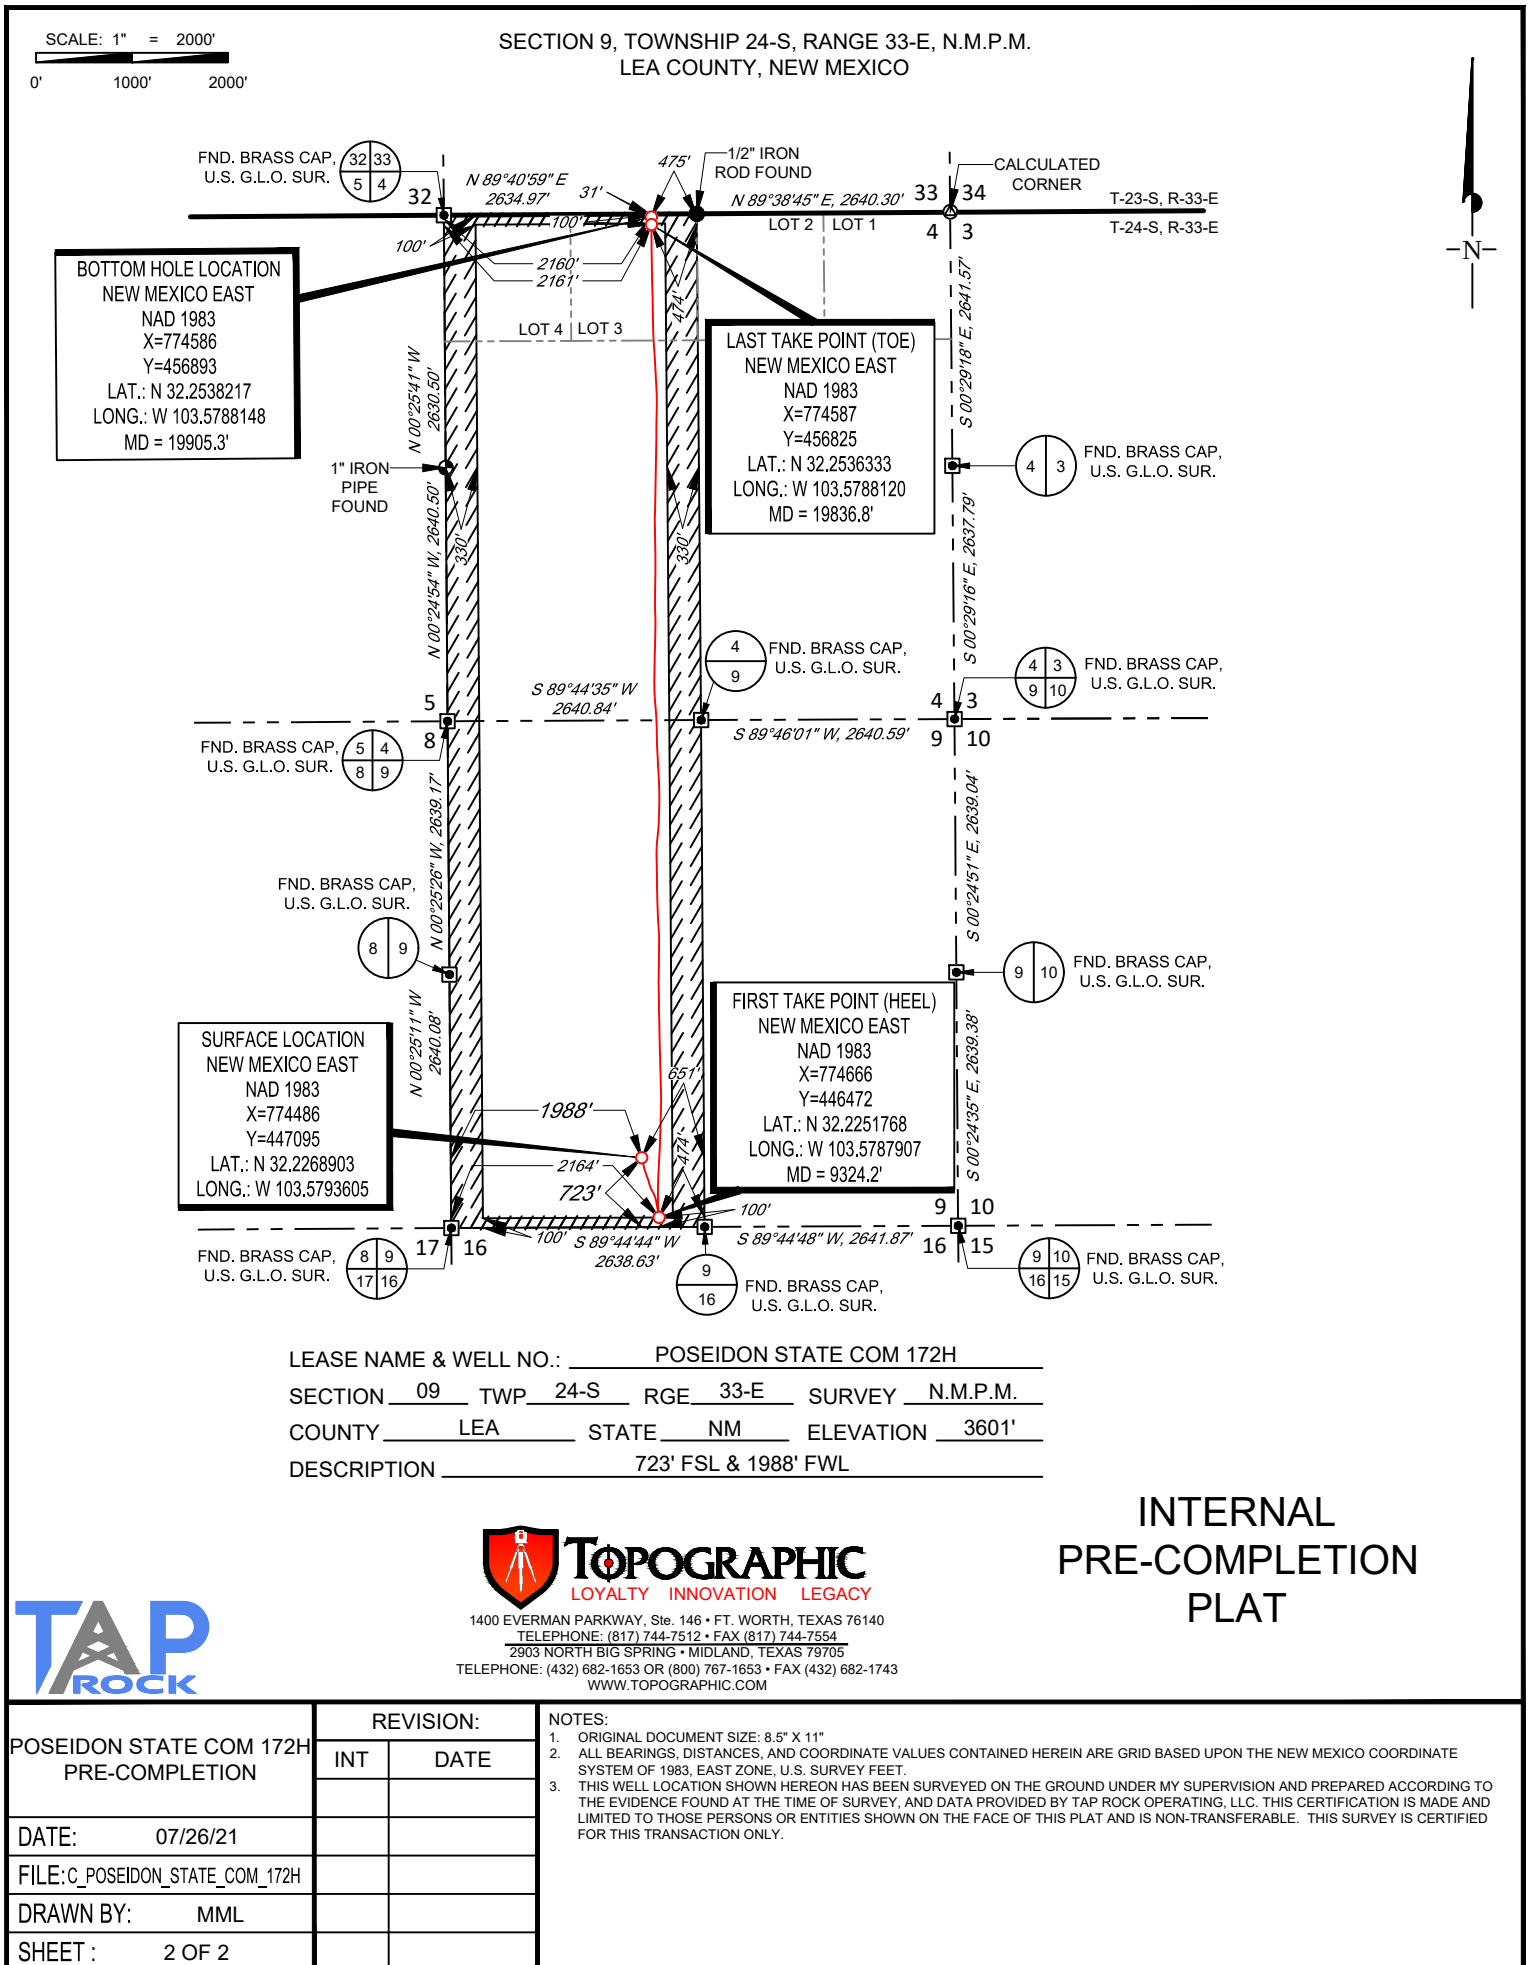 SCALE: 1" = 2000'
0' 1000' 2000'
SECTION 9, TOWNSHIP 24-S, RANGE 33-E, N.M.P.M.
LEA COUNTY, NEW MEXICO
FND. BRASS CAP,
U.S. G.L.O. SUR.
32 33
5 4
32
N 89°40'59" E
2634.97'
31'
475'
1/2" IRON
ROD FOUND
N 89°38'45" E, 2640.30'
33 34
4 3
CALCULATED
CORNER
T-23-S, R-33-E
T-24-S, R-33-E
LOT 2 LOT 1
-N-
100'
100'
2160'
2161'
474'
LOT 4 LOT 3
BOTTOM HOLE LOCATION
NEW MEXICO EAST
NAD 1983
X=774586
Y=456893
LAT.: N 32.2538217
LONG.: W 103.5788148
MD = 19905.3'
LAST TAKE POINT (TOE)
NEW MEXICO EAST
NAD 1983
X=774587
Y=456825
LAT.: N 32.2536333
LONG.: W 103.5788120
MD = 19836.8'
N 00°25'41" W
2630.50'
S 00°29'18" E, 2641.57'
1" IRON
PIPE
FOUND
4 3
FND. BRASS CAP,
U.S. G.L.O. SUR.
N 00°24'54" W, 2640.50'
330'
330'
S 00°29'16" E, 2637.79'
4
9
FND. BRASS CAP,
U.S. G.L.O. SUR.
4 3
9 10
FND. BRASS CAP,
U.S. G.L.O. SUR.
S 89°44'35" W
2640.84'
5
8
4 3
9 10
S 89°46'01" W, 2640.59'
FND. BRASS CAP,
U.S. G.L.O. SUR.
5 4
8 9
N 00°25'26" W, 2639.17'
S 00°24'51" E, 2639.04'
FND. BRASS CAP,
U.S. G.L.O. SUR.
8 9
9 10
FND. BRASS CAP,
U.S. G.L.O. SUR.
N 00°25'11" W
2640.08'
S 00°24'35" E, 2639.38'
SURFACE LOCATION
NEW MEXICO EAST
NAD 1983
X=774486
Y=447095
LAT.: N 32.2268903
LONG.: W 103.5793605
FIRST TAKE POINT (HEEL)
NEW MEXICO EAST
NAD 1983
X=774666
Y=446472
LAT.: N 32.2251768
LONG.: W 103.5787907
MD = 9324.2'
651'
1988'
474'
2164'
723'
100'
100'
17 16
S 89°44'44" W
2638.63'
S 89°44'48" W, 2641.87'
9 10
16 15
FND. BRASS CAP,
U.S. G.L.O. SUR.
8 9
17 16
9
16
FND. BRASS CAP,
U.S. G.L.O. SUR.
9 10
16 15
FND. BRASS CAP,
U.S. G.L.O. SUR.
LEASE NAME & WELL NO.: POSEIDON STATE COM 172H
SECTION 09 TWP 24-S RGE 33-E SURVEY N.M.P.M.
COUNTY LEA STATE NM ELEVATION 3601'
DESCRIPTION 723' FSL & 1988' FWL
INTERNAL
PRE-COMPLETION
PLAT
TOPOGRAPHIC
LOYALTY INNOVATION LEGACY
1400 EVERMAN PARKWAY, Ste. 146 • FT. WORTH, TEXAS 76140
TELEPHONE: (817) 744-7512 • FAX (817) 744-7554
2903 NORTH BIG SPRING • MIDLAND, TEXAS 79705
TELEPHONE: (432) 682-1653 OR (800) 767-1653 • FAX (432) 682-1743
WWW.TOPOGRAPHIC.COM
TAP
ROCK
POSEIDON STATE COM 172H
PRE-COMPLETION
DATE: 07/26/21
FILE: C_POSEIDON_STATE_COM_172H
DRAWN BY: MML
SHEET : 2 OF 2
REVISION:
INT DATE
NOTES:
1. ORIGINAL DOCUMENT SIZE: 8.5" X 11"
2. ALL BEARINGS, DISTANCES, AND COORDINATE VALUES CONTAINED HEREIN ARE GRID BASED UPON THE NEW MEXICO COORDINATE
SYSTEM OF 1983, EAST ZONE, U.S. SURVEY FEET.
3. THIS WELL LOCATION SHOWN HEREON HAS BEEN SURVEYED ON THE GROUND UNDER MY SUPERVISION AND PREPARED ACCORDING TO
THE EVIDENCE FOUND AT THE TIME OF SURVEY, AND DATA PROVIDED BY TAP ROCK OPERATING, LLC. THIS CERTIFICATION IS MADE AND
LIMITED TO THOSE PERSONS OR ENTITIES SHOWN ON THE FACE OF THIS PLAT AND IS NON-TRANSFERABLE. THIS SURVEY IS CERTIFIED
FOR THIS TRANSACTION ONLY.